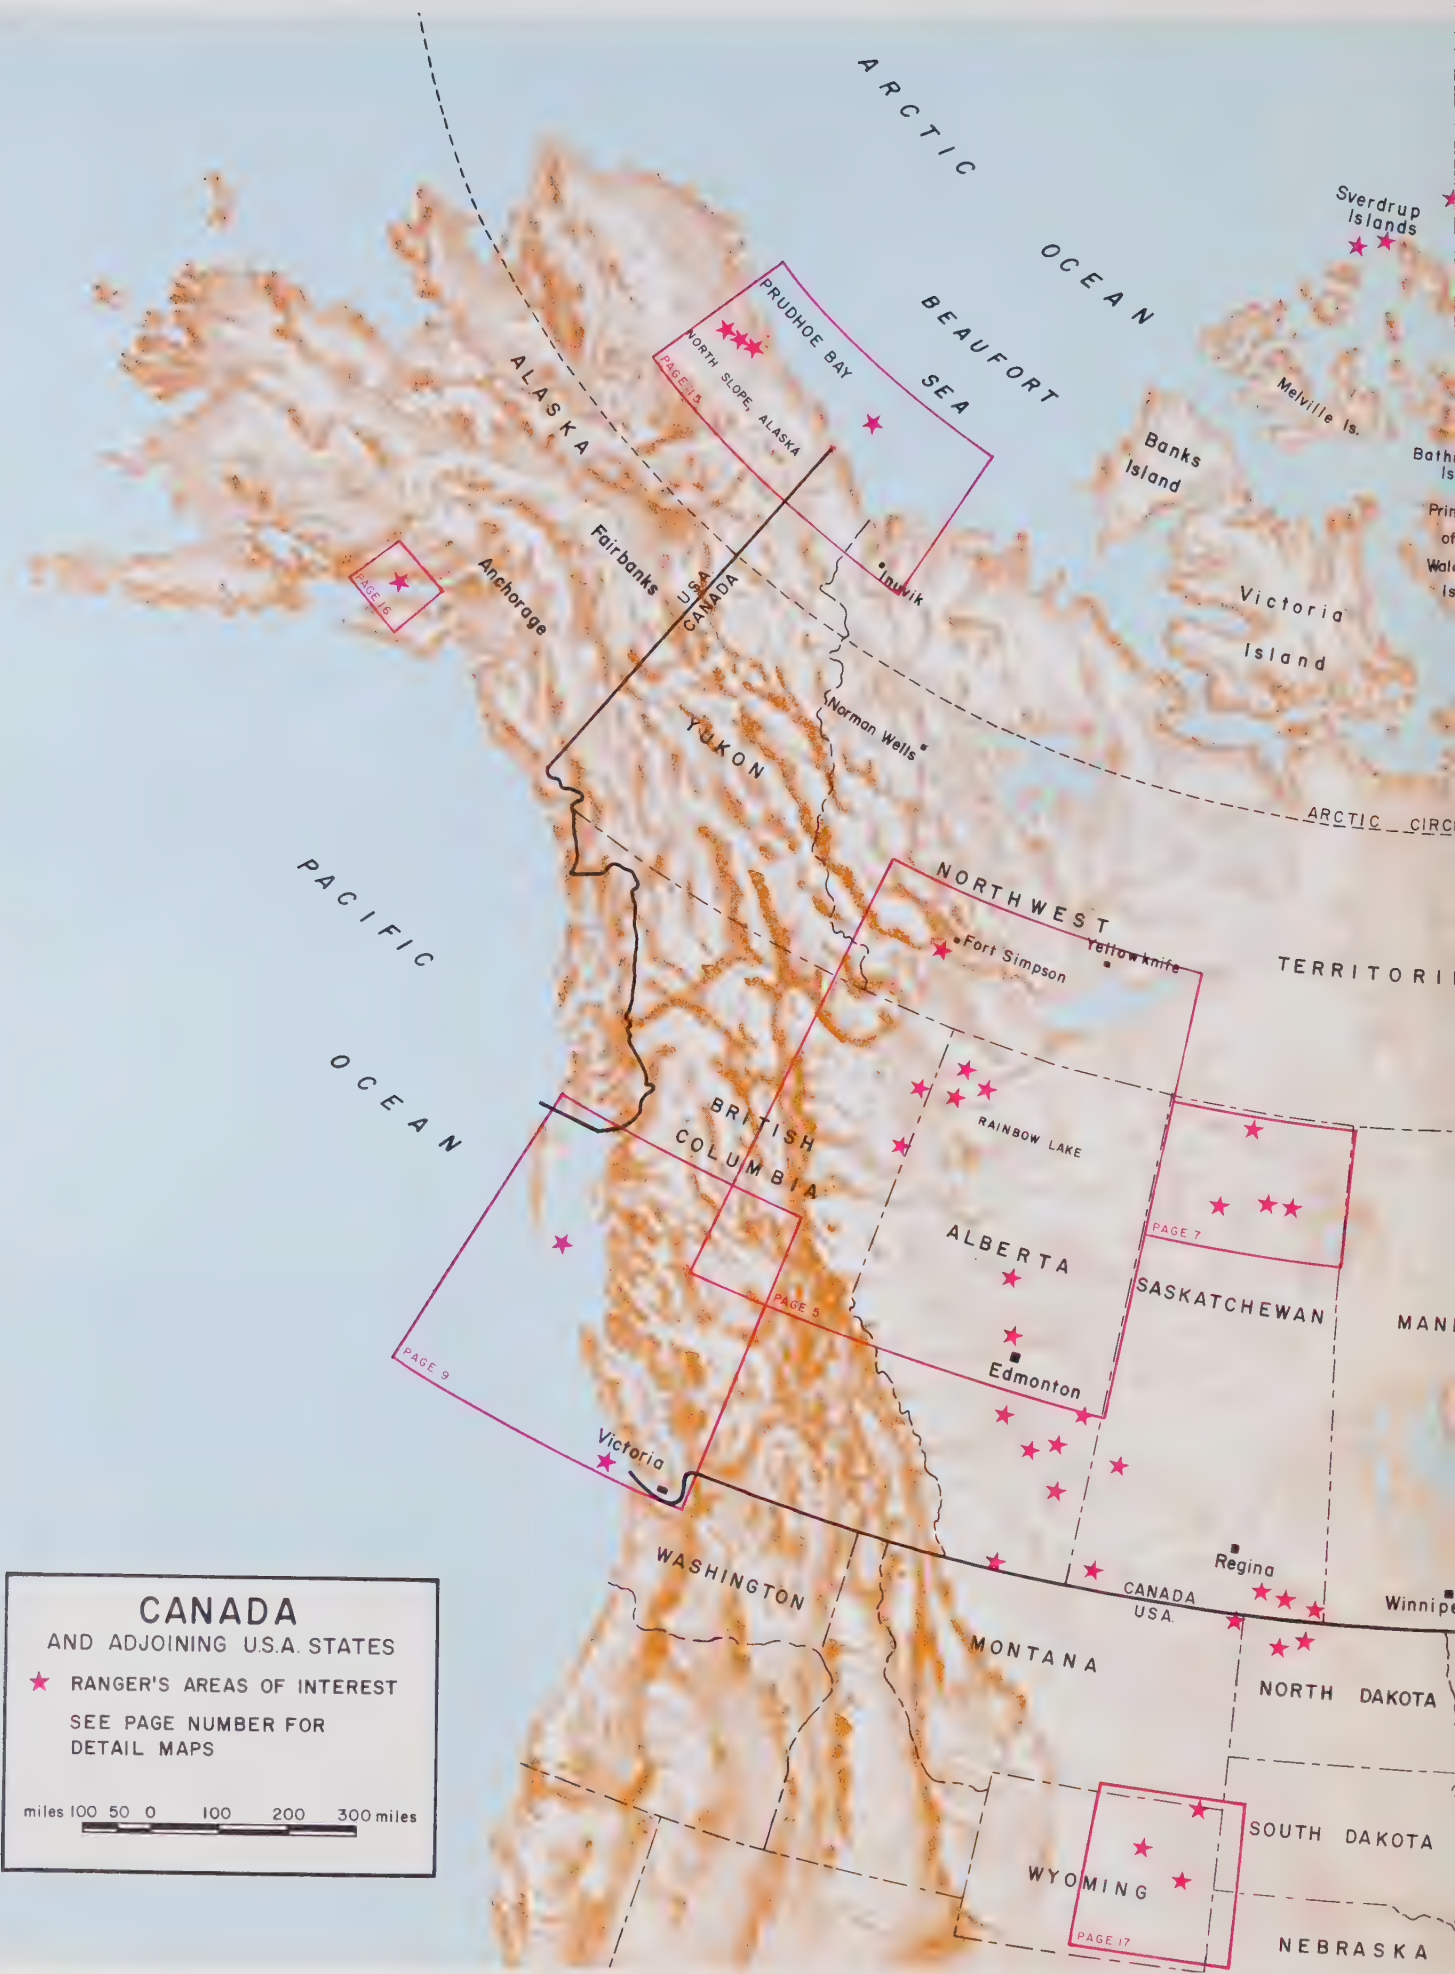 ARCTIC
OCEAN
BEAUFORT
SEA
Sverdrup
Islands
Melville Is.
Banks
Island
Victoria
Island
PRUDHOE BAY
NORTH SLOPE, ALASKA
PAGE 15
ALASKA
Fairbanks
Anchorage
PAGE 16
USA
CANADA
Inuvik
YUKON
Norman Wells
ARCTIC
PACIFIC
OCEAN
NORTHWEST
Fort Simpson
Yellowknife
BRITISH
COLUMBIA
RAINBOW LAKE
ALBERTA
PAGE 7
SASKATCHEWAN
PAGE 5
PAGE 9
Edmonton
Victoria
WASHINGTON
Regina
CANADA
U.S.A.
MONTANA
NORTH DAKOTA
SOUTH DAKOTA
WYOMING
PAGE 17
NEBRASKA
CANADA
AND ADJOINING U.S.A. STATES
RANGER'S AREAS OF INTEREST
SEE PAGE NUMBER FOR
DETAIL MAPS
miles 100 50 0 100 200 300 miles